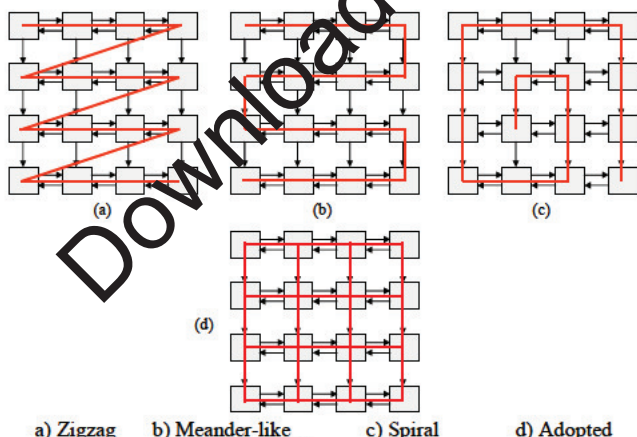 Download
(a) (b) (c)
(d)
a) Zigzag b) Meander-like c) Spiral d) Adopted